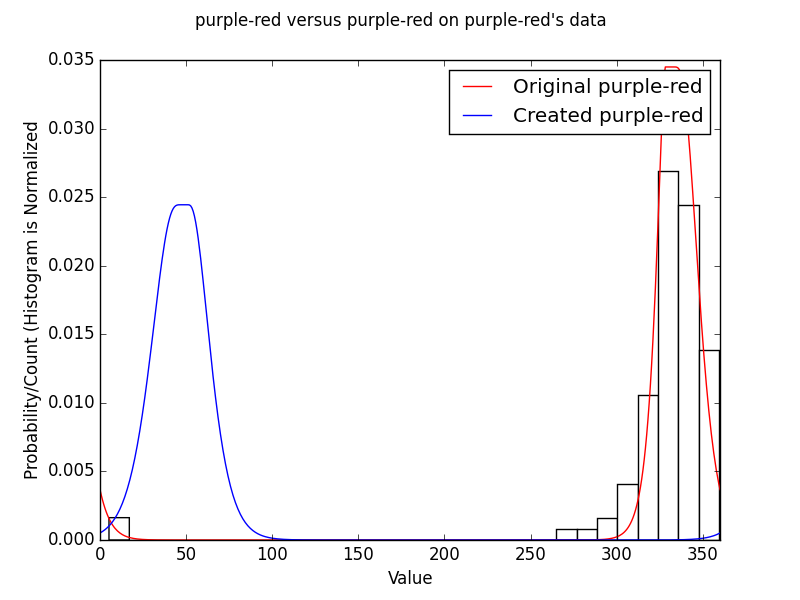 purple-red versus purple-red on purple-red's data
Original purple-red
Created purple-red
Probability/Count (Histogram is Normalized
0.035
0.030
0.025
0.020
0.015
0.010
0.005
0.000
0 50 100 150 200 250 300 350
Value